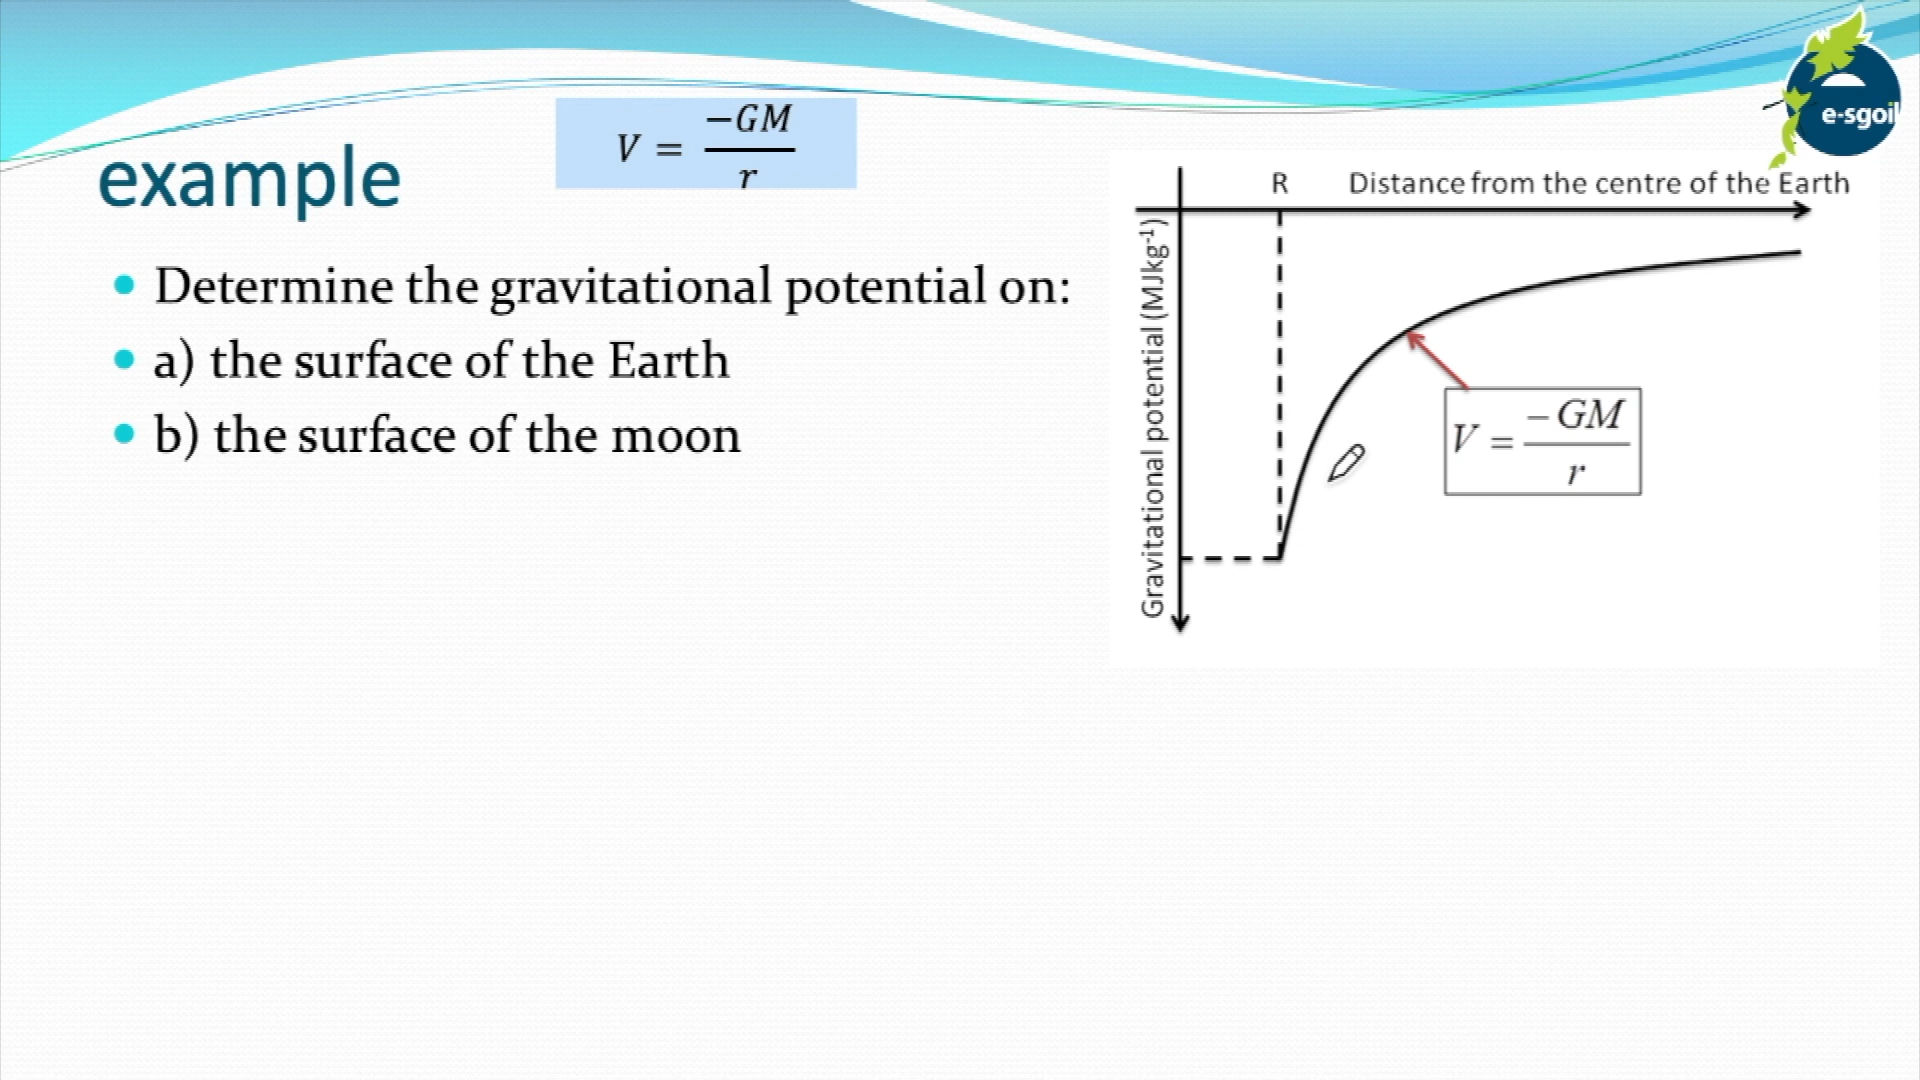 example
V = −GM / r
Determine the gravitational potential on:
a) the surface of the Earth
b) the surface of the moon
e-sgoil
R
Distance from the centre of the Earth
Gravitational potential (MJkg⁻¹)
V = −GM / r